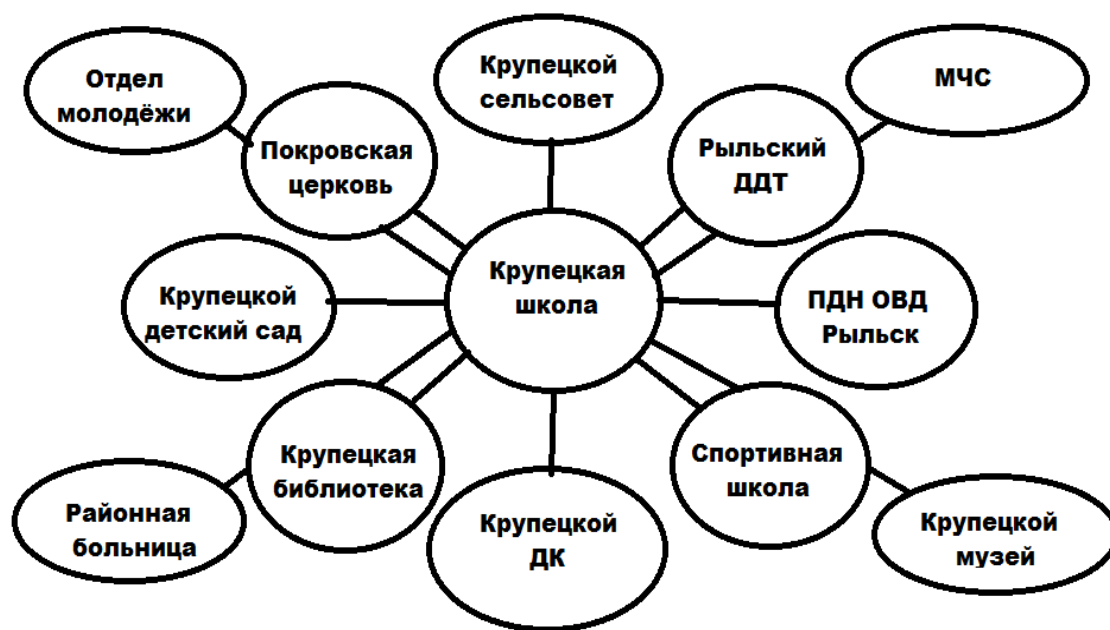 Отдел
молодёжи
Крупецкой
сельсовет
МЧС
Покровская
церковь
Рыльский
ДДТ
Крупецкая
школа
Крупецкой
детский сад
ПДН ОВД
Рыльск
Крупецкая
библиотека
Спортивная
школа
Районная
больница
Крупецкой
ДК
Крупецкой
музей